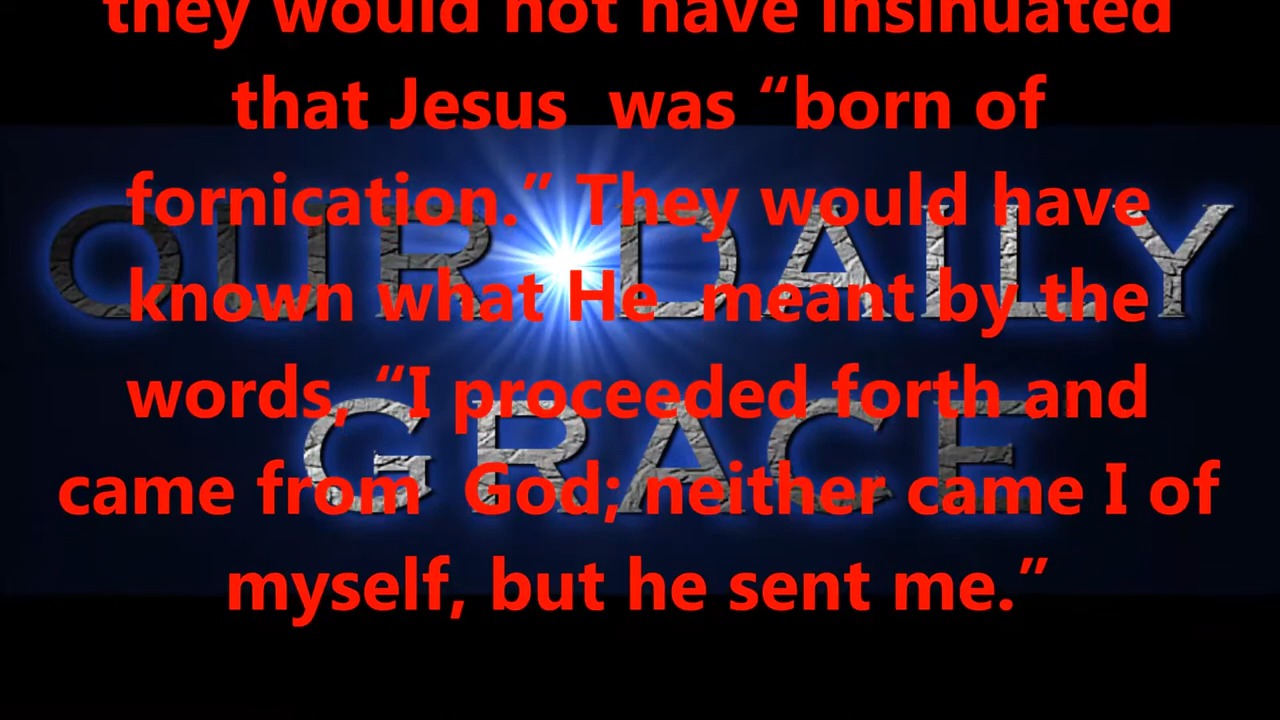 they would not have insinuated
that Jesus was “born of
fornication.” They would have
known what He meant by the
words, “I proceeded forth and
came from God; neither came I of
myself, but he sent me.”
OUR DAILY
GRACE